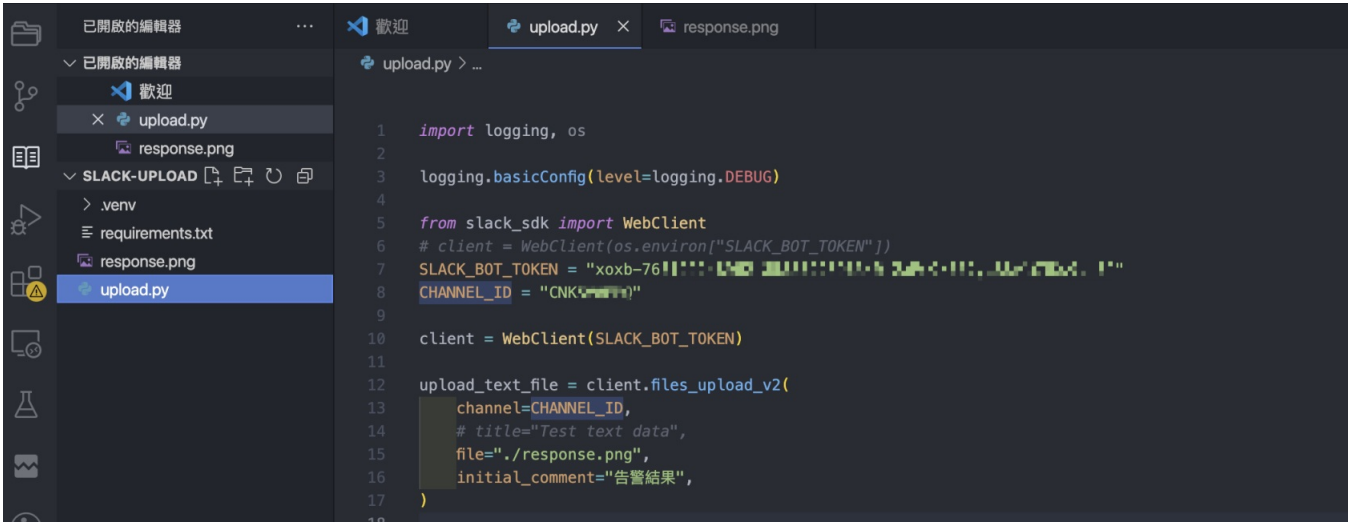 已開啟的編輯器 ···
已開啟的編輯器
歡迎
upload.py
response.png
SLACK-UPLOAD
.venv
requirements.txt
response.png
upload.py
歡迎 upload.py × response.png
upload.py > ...
1 import logging, os
2
3 logging.basicConfig(level=logging.DEBUG)
4
5 from slack_sdk import WebClient
6 # client = WebClient(os.environ["SLACK_BOT_TOKEN"])
7 SLACK_BOT_TOKEN = "xoxb-76"
8 CHANNEL_ID = "CNK"
9
10 client = WebClient(SLACK_BOT_TOKEN)
11
12 upload_text_file = client.files_upload_v2(
13 channel=CHANNEL_ID,
14 # title="Test text data",
15 file="./response.png",
16 initial_comment="告警結果",
17 )
18